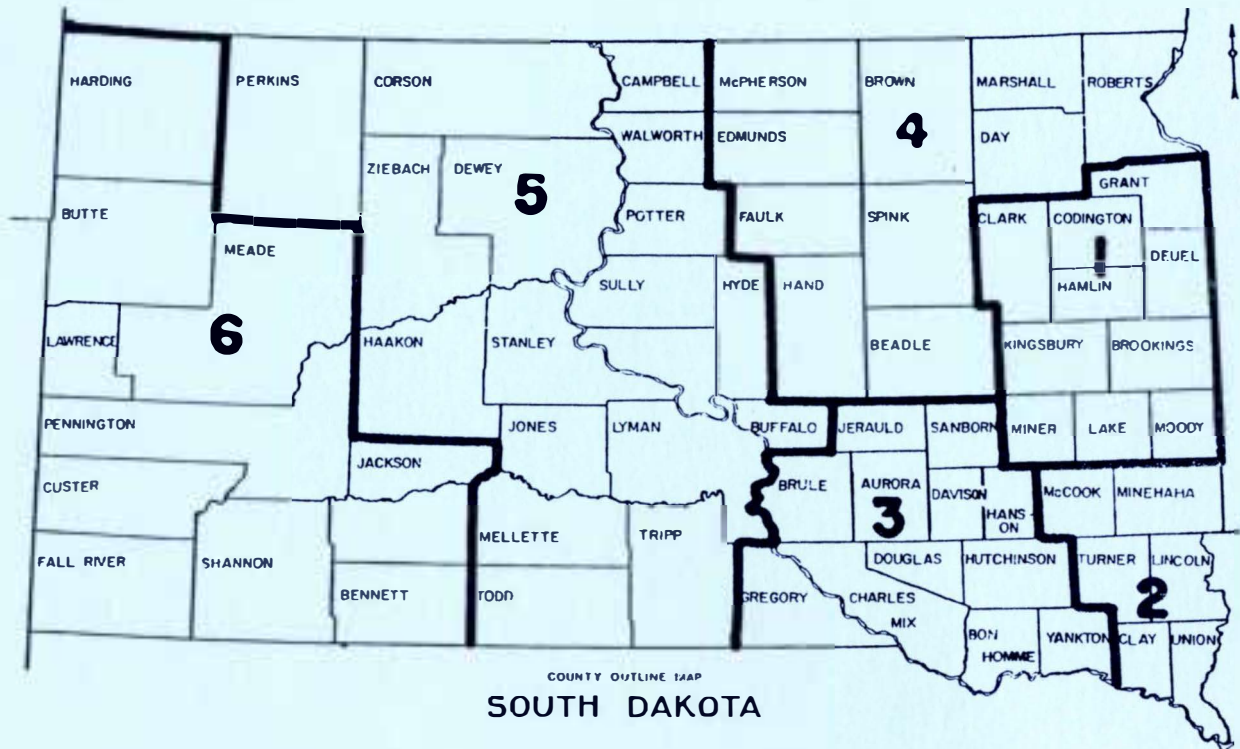 HARDING
PERKINS
CORSON
CAMPBELL
McPHERSON
BROWN
MARSHALL
ROBERTS
WALWORTH
EDMUNDS
4
DAY
ZIEBACH
DEWEY
5
GRANT
BUTTE
POTTER
FAULK
SPINK
CLARK
CODINGTON
MEADE
1
DEUEL
SULLY
HYDE
HAND
HAMLIN
LAWRENCE
6
HAAKON
STANLEY
BEADLE
KINGSBURY
BROOKINGS
PENNINGTON
JONES
LYMAN
BUFFALO
JERAULD
SANBORN
MINER
LAKE
MOODY
JACKSON
CUSTER
BRULE
AURORA
DAVISON
McCOOK
MINEHAHA
3
HANS
ON
MELLETTE
TRIPP
FALL RIVER
SHANNON
DOUGLAS
HUTCHINSON
TURNER
LINCOLN
BENNETT
TODD
GREGORY
CHARLES
MIX
2
BON
HOMME
YANKTON
CLAY
UNION
COUNTY OUTLINE MAP
SOUTH DAKOTA